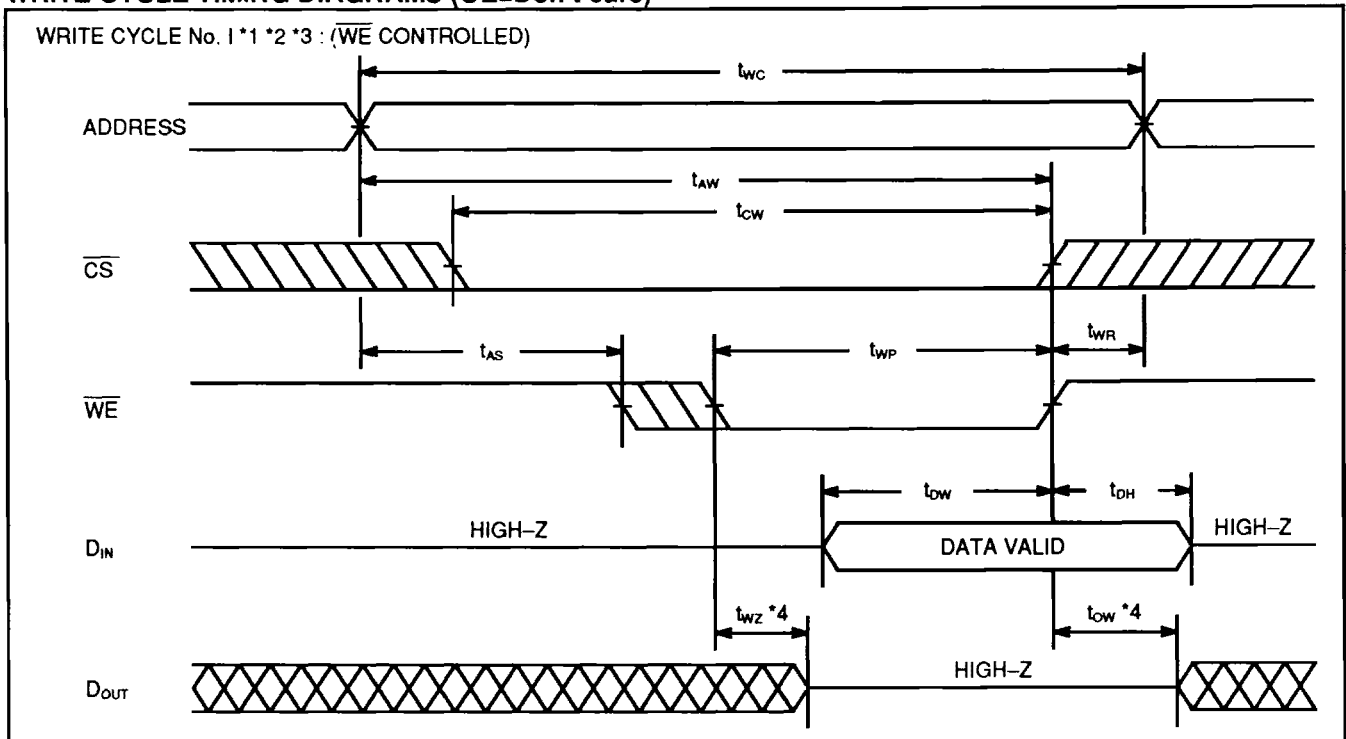 WRITE CYCLE No. I *1 *2 *3 : (WE CONTROLLED)
tWC
ADDRESS
tAW
tCW
CS
tAS
tWP
tWR
WE
tDW
tDH
DIN
HIGH–Z
DATA VALID
HIGH–Z
tWZ *4
tOW *4
DOUT
HIGH–Z